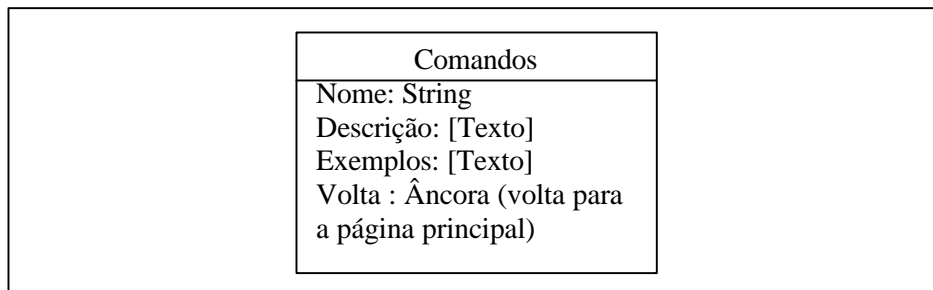 Comandos
Nome: String
Descrição: [Texto]
Exemplos: [Texto]
Volta : Âncora (volta para
a página principal)